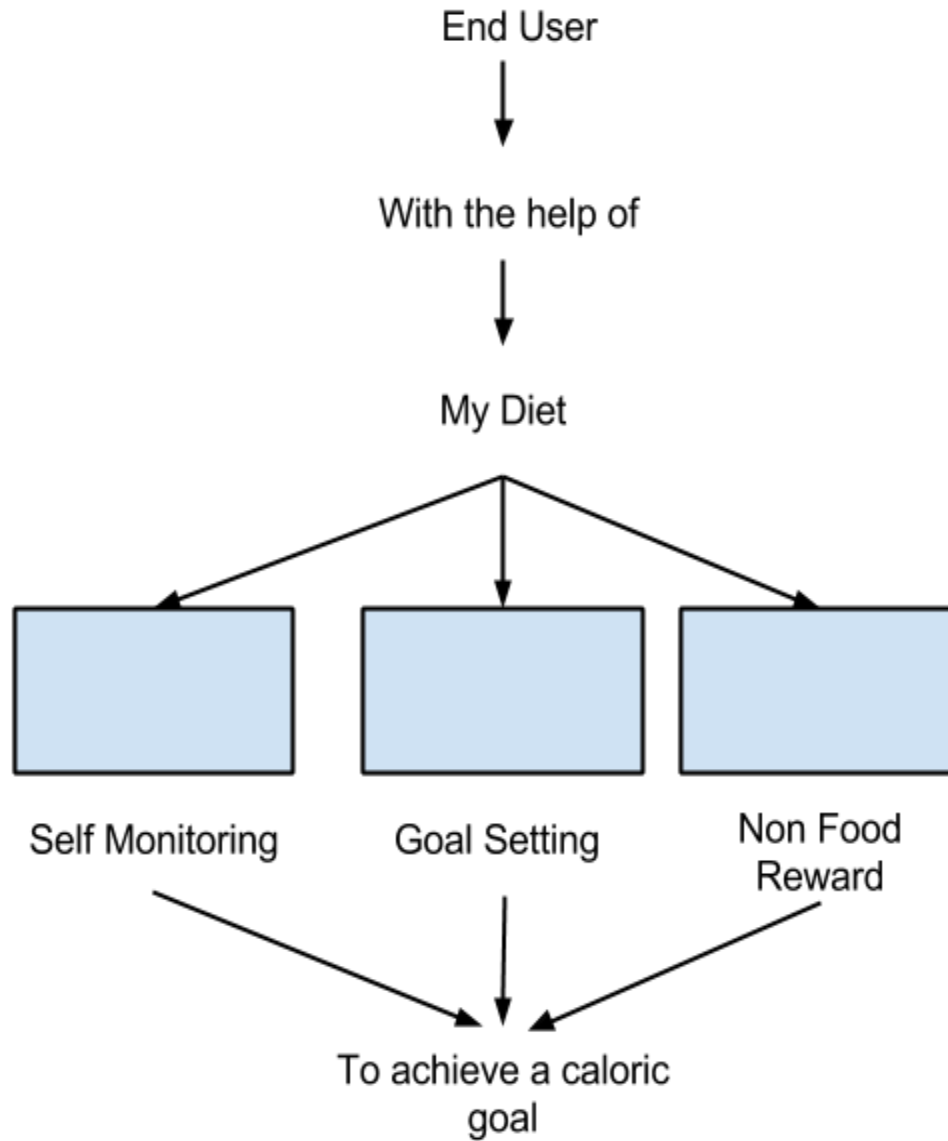 End User
With the help of
My Diet
Self Monitoring
Goal Setting
Non Food
Reward
To achieve a caloric
goal